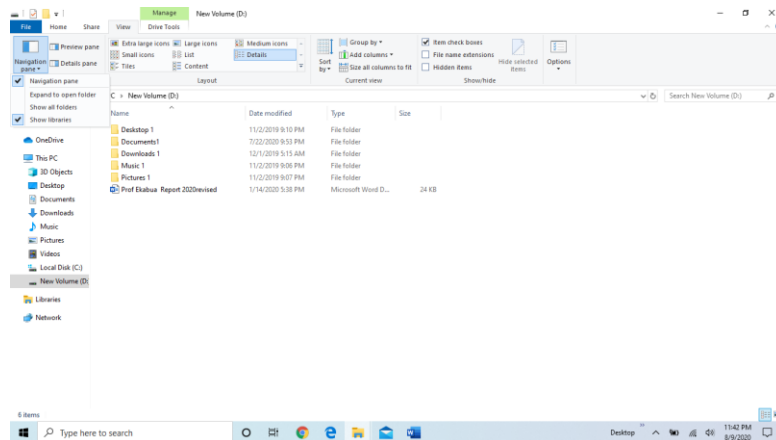 Manage New Volume (D:)
File Home Share View Drive Tools
Navigation pane
Preview pane
Details pane
Extra large icons Large icons Medium icons
Small icons List Details
Tiles Content
Layout
Sort by
Group by
Add columns
Size all columns to fit
Current view
Item check boxes
File name extensions
Hidden items
Hide selected items
Show/hide
Options
Navigation pane
Expand to open folder
Show all folders
Show libraries
C > New Volume (D:)
Search New Volume (D:)
Name Date modified Type Size
Deskstop 1 11/2/2019 9:10 PM File folder
Documents1 7/22/2020 9:53 PM File folder
Downloads 1 12/1/2019 5:15 AM File folder
Music 1 11/2/2019 9:06 PM File folder
Pictures 1 11/2/2019 9:07 PM File folder
Prof Ekabua Report 2020revised 1/14/2020 5:38 PM Microsoft Word D... 24 KB
OneDrive
This PC
3D Objects
Desktop
Documents
Downloads
Music
Pictures
Videos
Local Disk (C:)
New Volume (D:
Libraries
Network
6 items
Type here to search
Desktop
11:42 PM
8/9/2020